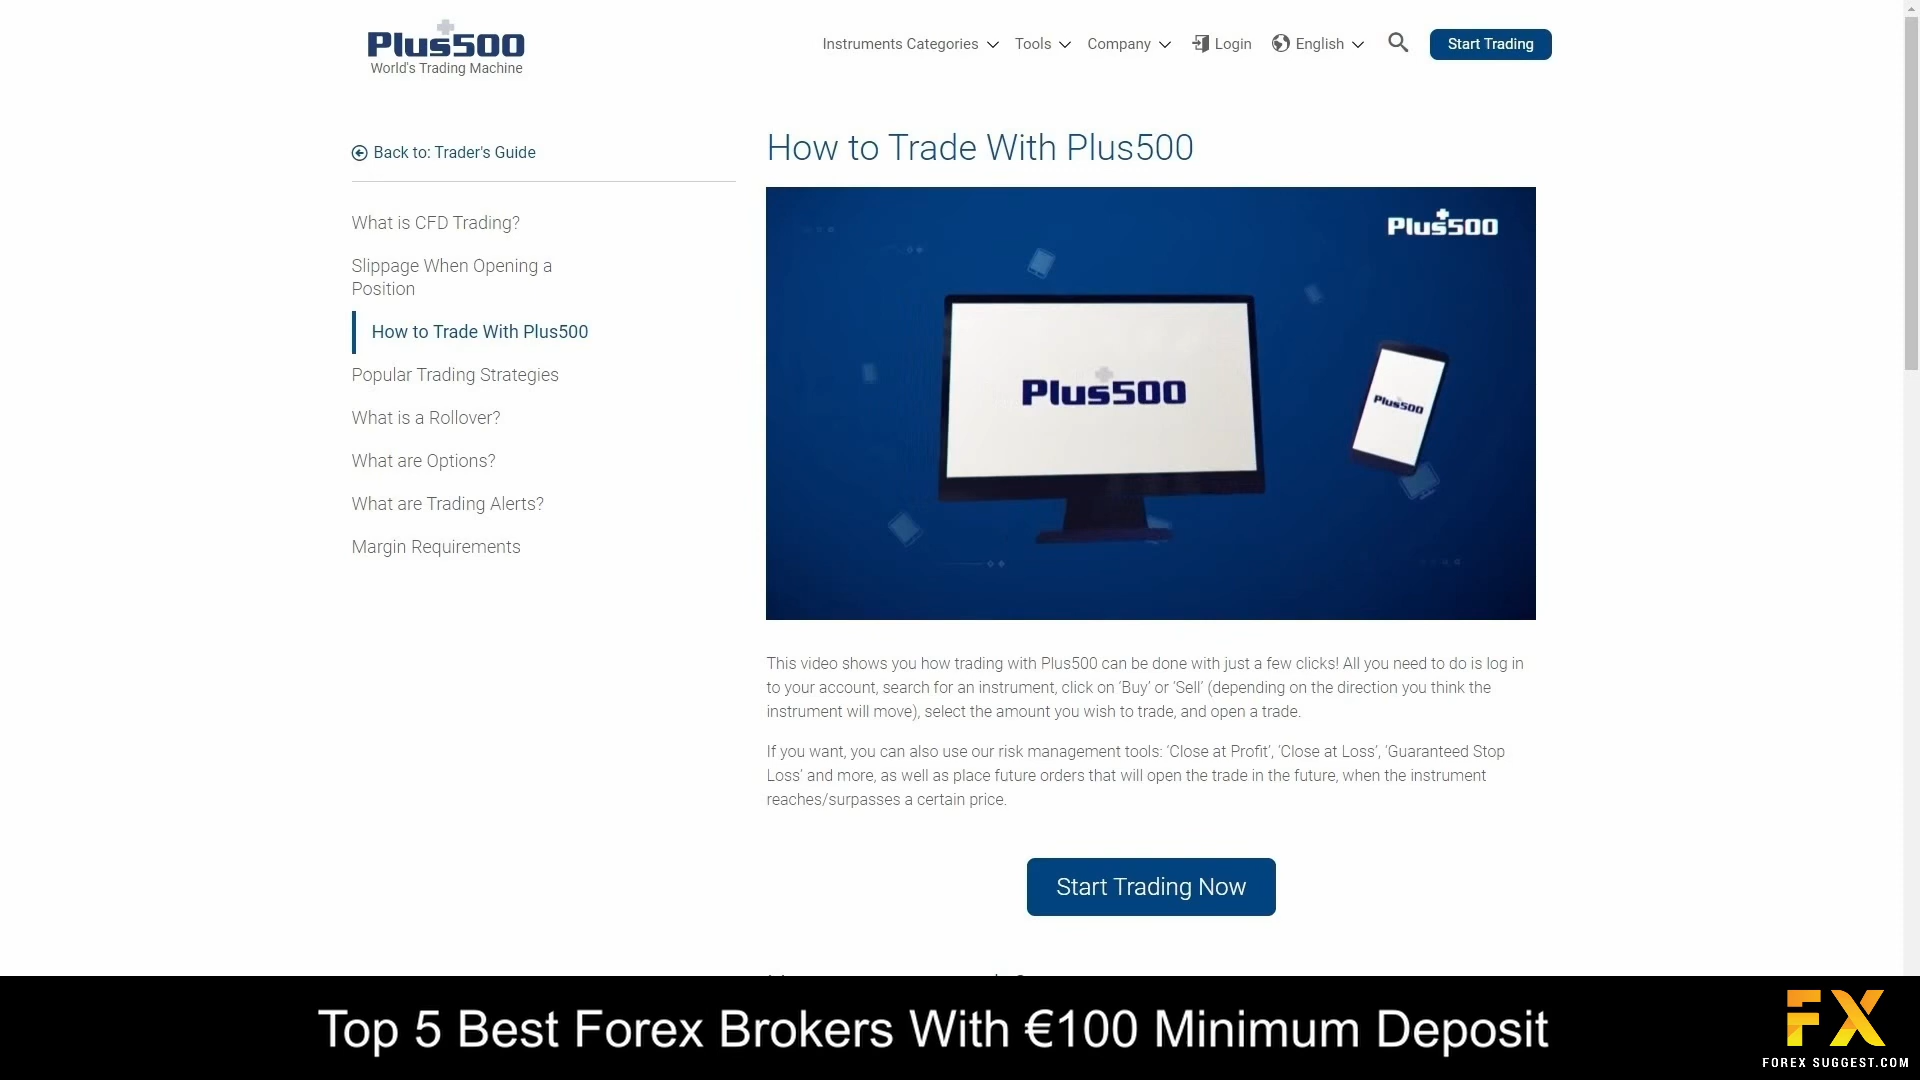 Plus500
World's Trading Machine
Instruments Categories
Tools
Company
Login
English
Start Trading
Back to: Trader's Guide
What is CFD Trading?
Slippage When Opening a
Position
How to Trade With Plus500
Popular Trading Strategies
What is a Rollover?
What are Options?
What are Trading Alerts?
Margin Requirements
How to Trade With Plus500
Plus500
Plus500
Plus500
This video shows you how trading with Plus500 can be done with just a few clicks! All you need to do is log in
to your account, search for an instrument, click on ‘Buy’ or ‘Sell’ (depending on the direction you think the
instrument will move), select the amount you wish to trade, and open a trade.
If you want, you can also use our risk management tools: ‘Close at Profit’, ‘Close at Loss’, ‘Guaranteed Stop
Loss’ and more, as well as place future orders that will open the trade in the future, when the instrument
reaches/surpasses a certain price.
Start Trading Now
Top 5 Best Forex Brokers With €100 Minimum Deposit
FX
FOREX SUGGEST.COM